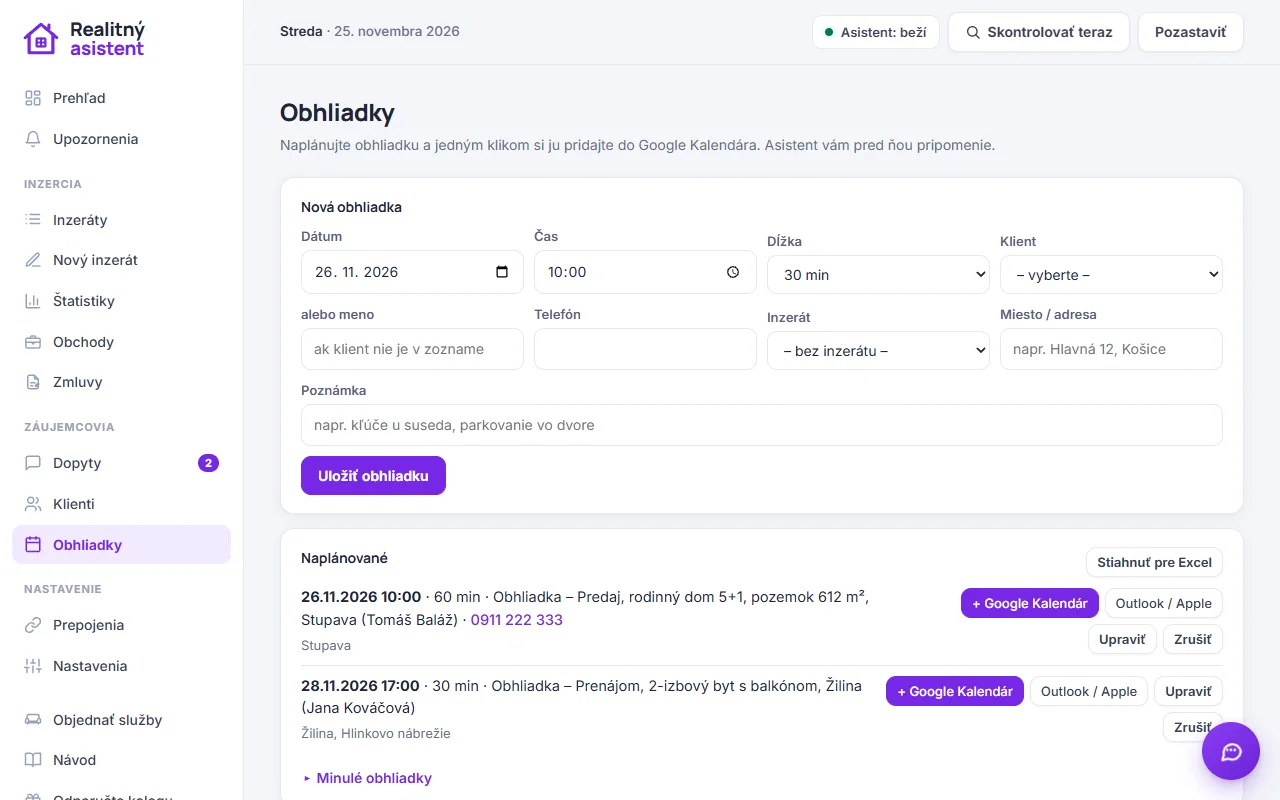 Realitný
asistent
Prehľad
Upozornenia
INZERCIA
Inzeráty
Nový inzerát
Štatistiky
Obchody
Zmluvy
ZÁUJEMCOVIA
Dopyty 2
Klienti
Obhliadky
NASTAVENIE
Prepojenia
Nastavenia
Objednať služby
Návod
Odporučte kolegu
Streda · 25. novembra 2026
Asistent: beží
Skontrolovať teraz
Pozastaviť
Obhliadky
Naplánujte obhliadku a jedným klikom si ju pridajte do Google Kalendára. Asistent vám pred ňou pripomenie.
Nová obhliadka
Dátum Čas Dĺžka Klient
26. 11. 2026 10:00 30 min – vyberte –
alebo meno Telefón Inzerát Miesto / adresa
ak klient nie je v zozname – bez inzerátu – napr. Hlavná 12, Košice
Poznámka
napr. kľúče u suseda, parkovanie vo dvore
Uložiť obhliadku
Naplánované
Stiahnuť pre Excel
26.11.2026 10:00 · 60 min · Obhliadka – Predaj, rodinný dom 5+1, pozemok 612 m²,
Stupava (Tomáš Baláž) · 0911 222 333
Stupava
+ Google Kalendár Outlook / Apple
Upraviť Zrušiť
28.11.2026 17:00 · 30 min · Obhliadka – Prenájom, 2-izbový byt s balkónom, Žilina
(Jana Kováčová)
Žilina, Hlinkovo nábrežie
+ Google Kalendár Outlook / Apple Upraviť
Zrušiť
Minulé obhliadky